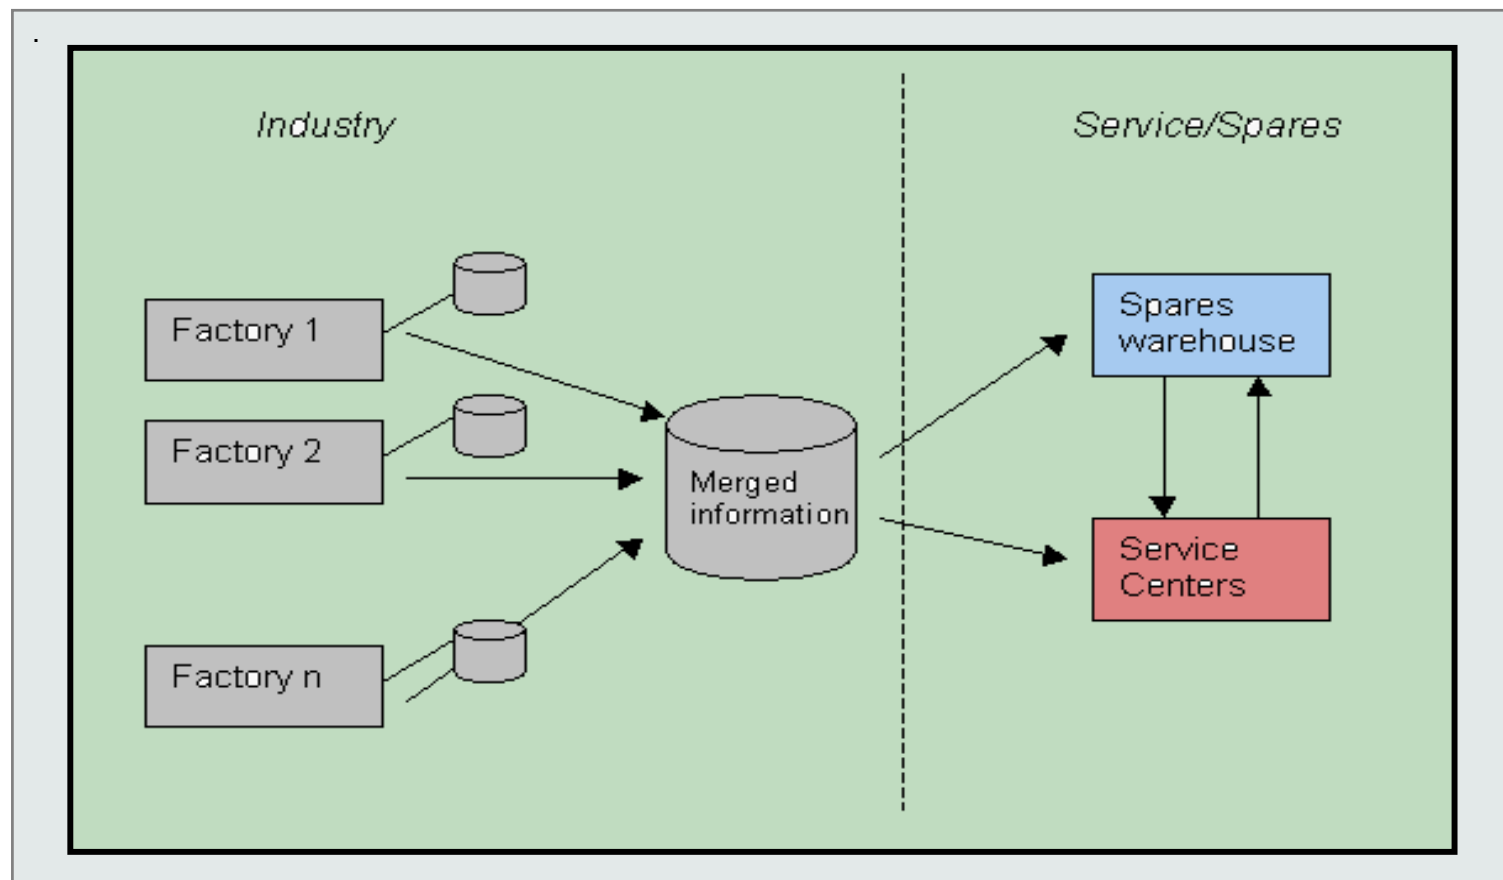 .
Industry
Service/Spares
Factory 1
Factory 2
Factory n
Merged
information
Spares
warehouse
Service
Centers